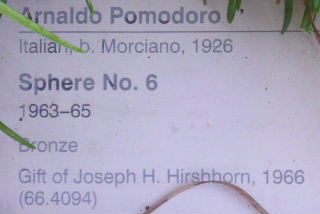 Arnaldo Pomodoro
Italian, b. Morciano, 1926
Sphere No. 6
1963–65
Bronze
Gift of Joseph H. Hirshhorn, 1966
(66.4094)